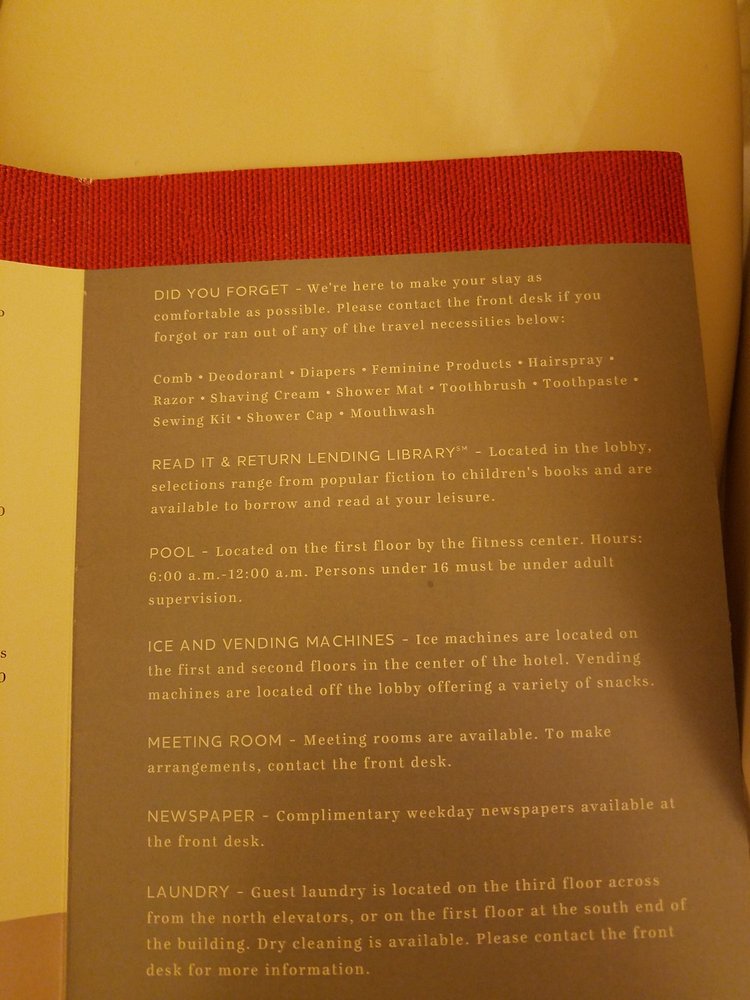 DID YOU FORGET - We're here to make your stay as
comfortable as possible. Please contact the front desk if you
forgot or ran out of any of the travel necessities below:
Comb • Deodorant • Diapers • Feminine Products • Hairspray •
Razor • Shaving Cream • Shower Mat • Toothbrush • Toothpaste •
Sewing Kit • Shower Cap • Mouthwash
READ IT & RETURN LENDING LIBRARY℠ - Located in the lobby,
selections range from popular fiction to children's books and are
available to borrow and read at your leisure.
POOL - Located on the first floor by the fitness center. Hours:
6:00 a.m.-12:00 a.m. Persons under 16 must be under adult
supervision.
ICE AND VENDING MACHINES - Ice machines are located on
the first and second floors in the center of the hotel. Vending
machines are located off the lobby offering a variety of snacks.
MEETING ROOM - Meeting rooms are available. To make
arrangements, contact the front desk.
NEWSPAPER - Complimentary weekday newspapers available at
the front desk.
LAUNDRY - Guest laundry is located on the third floor across
from the north elevators, or on the first floor at the south end of
the building. Dry cleaning is available. Please contact the front
desk for more information.